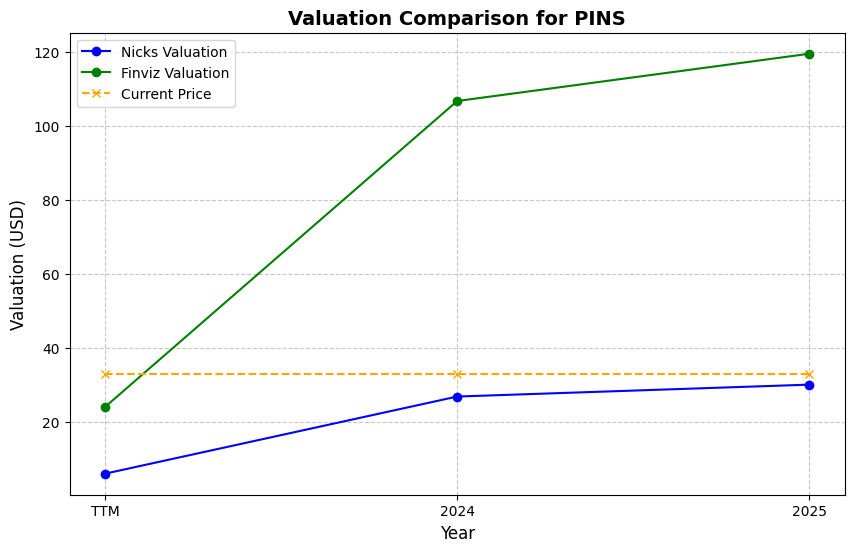 Valuation Comparison for PINS
Nicks Valuation
Finviz Valuation
Current Price
Valuation (USD)
120
100
80
60
40
20
TTM
2024
2025
Year